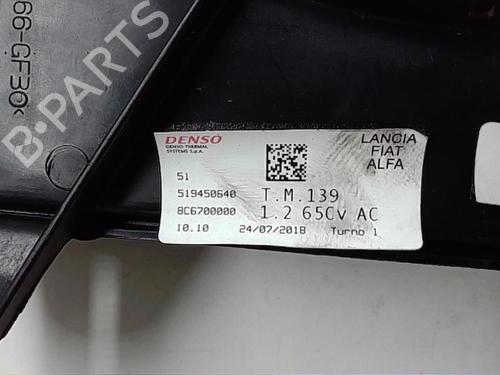 66-GF30<
B-PARTS
DENSO
DENSO THERMAL
SYSTEMS S.p.A.
LANCIA
FIAT
ALFA
51
519450640 T.M.139
8C6700000 1.2 65Cv AC
10.10 24/07/2018 Turno 1